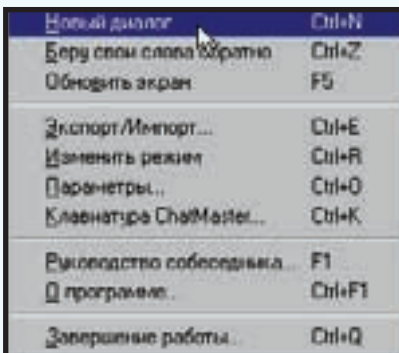 Новый диалог Ctrl+N
Беру свои слова обратно Ctrl+Z
Обновить экран F5
Экспорт/Импорт... Ctrl+E
Изменить режим Ctrl+R
Параметры... Ctrl+O
Клавиатура ChatMaster... Ctrl+K
Руководство собеседника... F1
О программе... Ctrl+F1
Завершение работы... Ctrl+Q